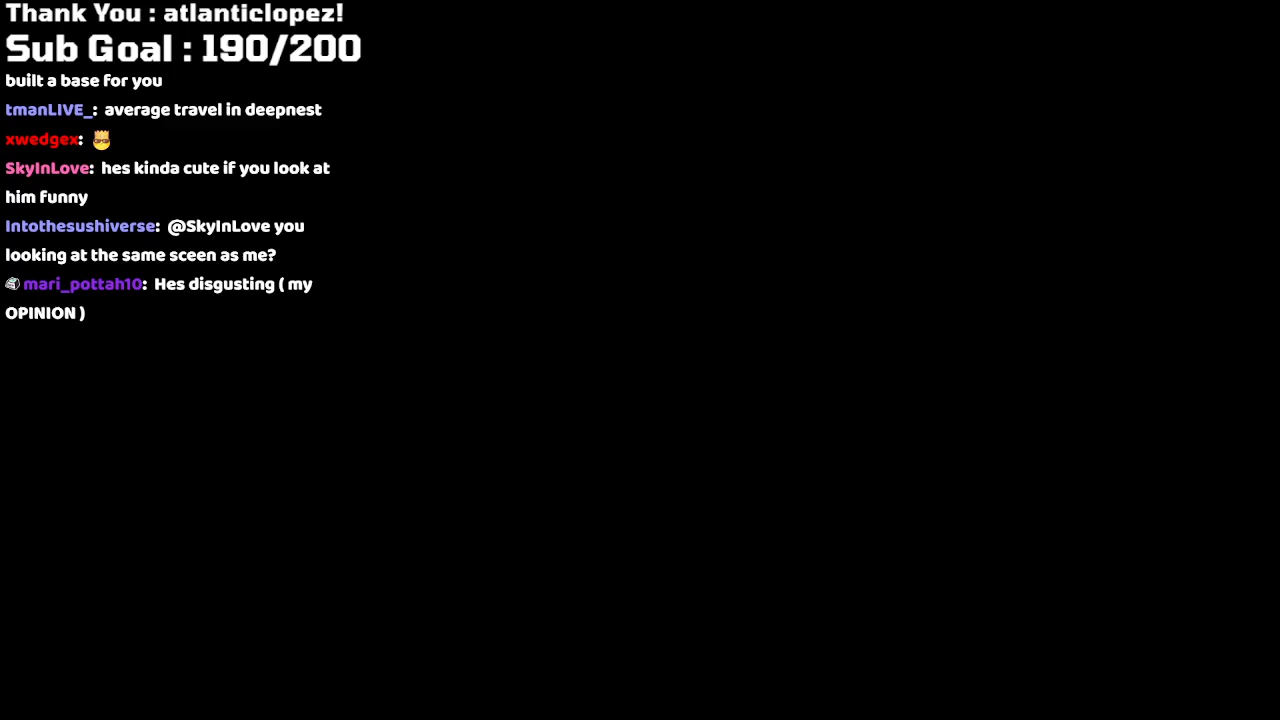 Thank You : atlanticlopez!
Sub Goal : 190/200
built a base for you
tmanLIVE_: average travel in deepnest
xwedgex:
SkyInLove: hes kinda cute if you look at
him funny
Intothesushiverse: @SkyInLove you
looking at the same sceen as me?
mari_pottah10: Hes disgusting ( my
OPINION )